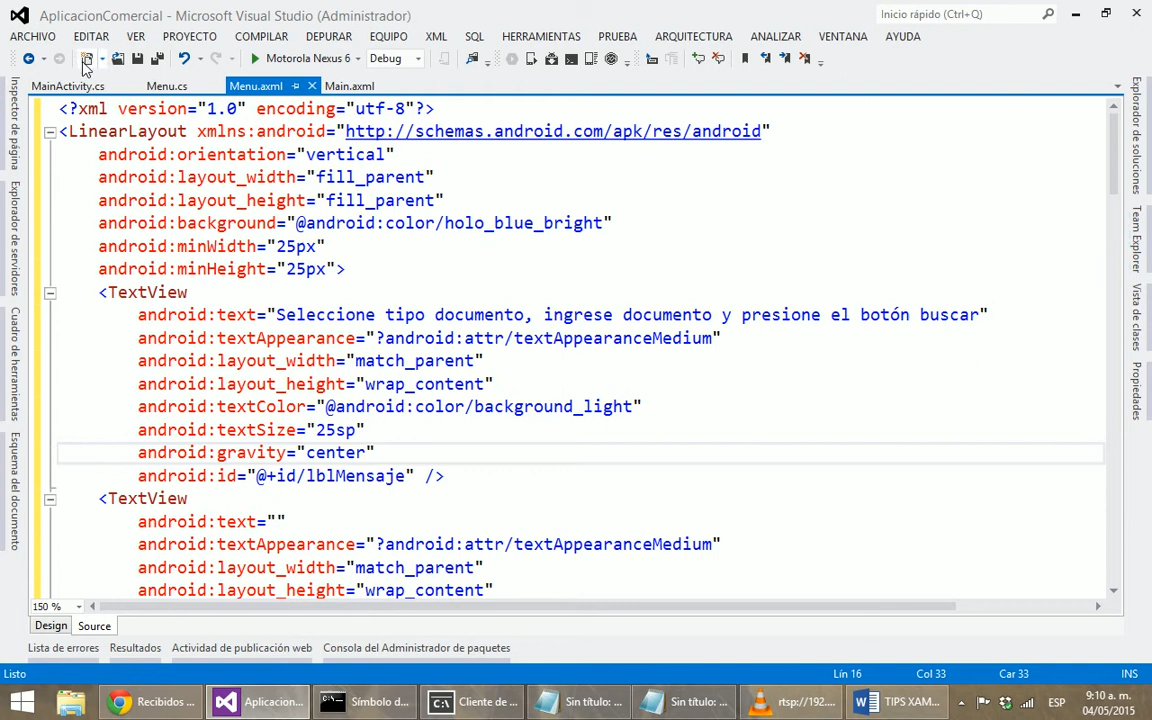 AplicacionComercial - Microsoft Visual Studio (Administrador)
Inicio rápido (Ctrl+Q)
ARCHIVO EDITAR VER PROYECTO COMPILAR DEPURAR EQUIPO XML SQL HERRAMIENTAS PRUEBA ARQUITECTURA ANALIZAR VENTANA AYUDA
Motorola Nexus 6 Debug
MainActivity.cs Menu.cs Menu.axml Main.axml
Inspector de página
Explorador de servidores
Cuadro de herramientas
Esquema del documento
<?xml version="1.0" encoding="utf-8"?>
<LinearLayout xmlns:android="http://schemas.android.com/apk/res/android"
android:orientation="vertical"
android:layout_width="fill_parent"
android:layout_height="fill_parent"
android:background="@android:color/holo_blue_bright"
android:minWidth="25px"
android:minHeight="25px">
<TextView
android:text="Seleccione tipo documento, ingrese documento y presione el botón buscar"
android:textAppearance="?android:attr/textAppearanceMedium"
android:layout_width="match_parent"
android:layout_height="wrap_content"
android:textColor="@android:color/background_light"
android:textSize="25sp"
android:gravity="center"
android:id="@+id/lblMensaje" />
<TextView
android:text=""
android:textAppearance="?android:attr/textAppearanceMedium"
android:layout_width="match_parent"
android:layout_height="wrap_content"
Explorador de soluciones
Team Explorer
Vista de clases
Propiedades
150 %
Design Source
Lista de errores Resultados Actividad de publicación web Consola del Administrador de paquetes
Listo Lín 16 Col 33 Car 33 INS
Recibidos ... Aplicacion... Símbolo d... Cliente de ... Sin título: ... Sin título: ... rtsp://192.... TIPS XAM... ESP 9:10 a. m.
04/05/2015